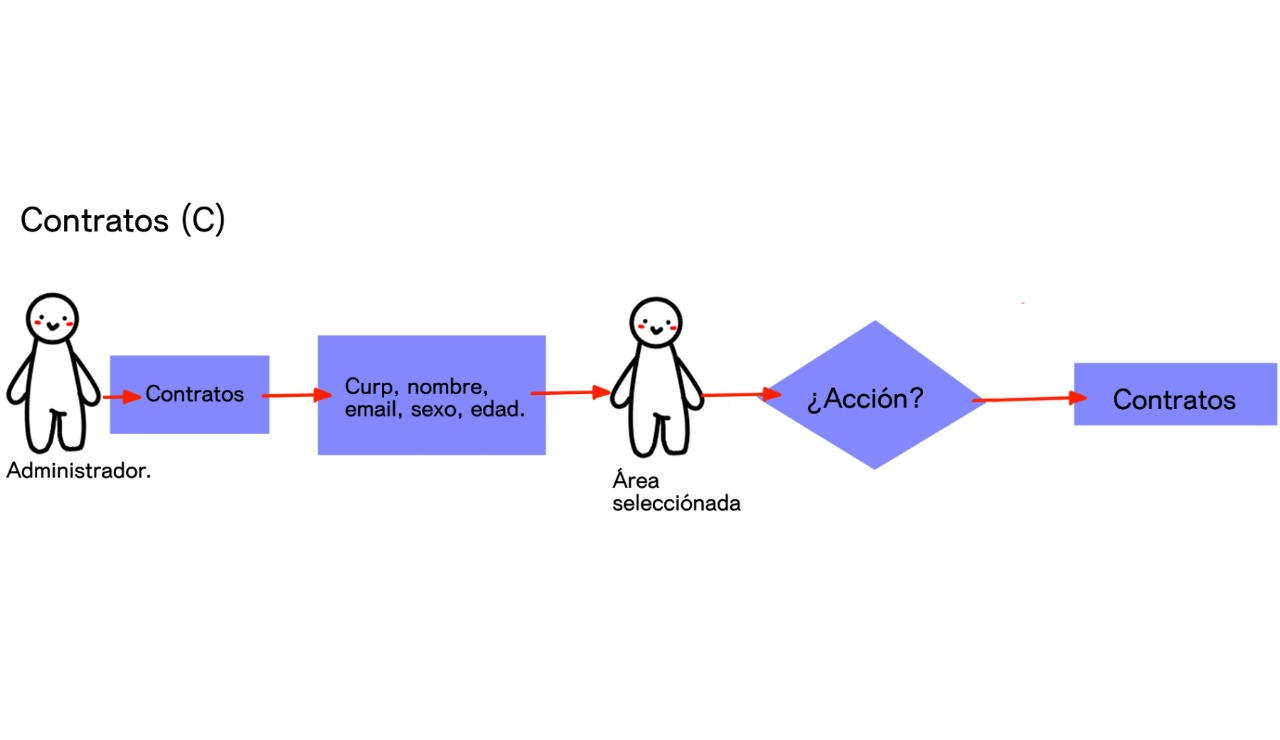 Contratos (C)
Contratos
Curp, nombre,
email, sexo, edad.
¿Acción?
Contratos
Administrador.
Área
selecciónada